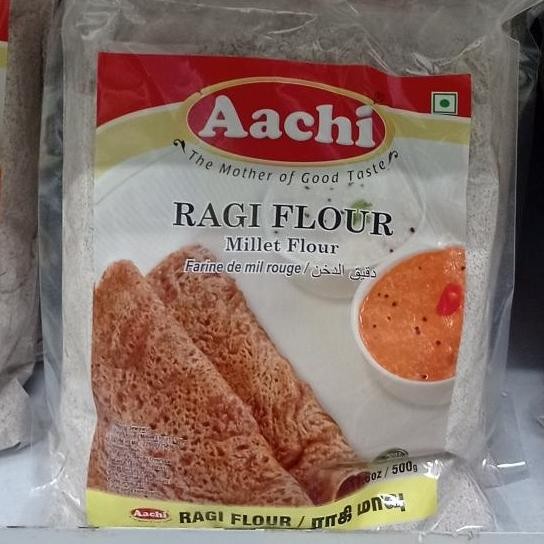 Aachi
The Mother of Good Taste
RAGI FLOUR
Millet Flour
Farine de mil rouge / دقيق الدخن
oz / 500g
Aachi RAGI FLOUR / ராகி மாவு